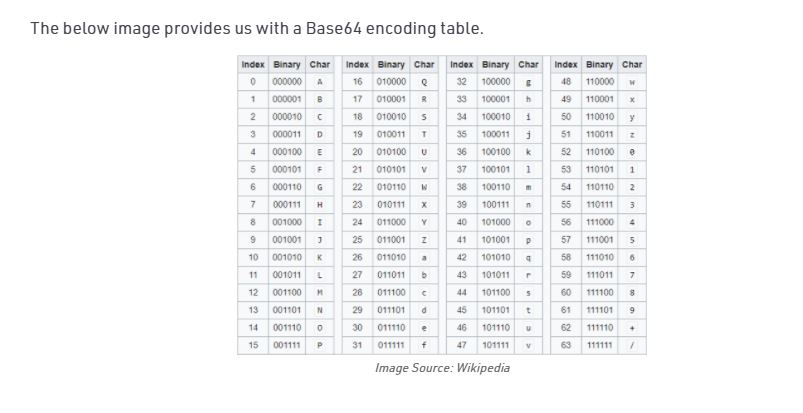 The below image provides us with a Base64 encoding table.
Index Binary Char Index Binary Char Index Binary Char Index Binary Char
0 000000 A 16 010000 Q 32 100000 g 48 110000 w
1 000001 B 17 010001 R 33 100001 h 49 110001 x
2 000010 C 18 010010 S 34 100010 i 50 110010 y
3 000011 D 19 010011 T 35 100011 j 51 110011 z
4 000100 E 20 010100 U 36 100100 k 52 110100 0
5 000101 F 21 010101 V 37 100101 l 53 110101 1
6 000110 G 22 010110 W 38 100110 m 54 110110 2
7 000111 H 23 010111 X 39 100111 n 55 110111 3
8 001000 I 24 011000 Y 40 101000 o 56 111000 4
9 001001 J 25 011001 Z 41 101001 p 57 111001 5
10 001010 K 26 011010 a 42 101010 q 58 111010 6
11 001011 L 27 011011 b 43 101011 r 59 111011 7
12 001100 M 28 011100 c 44 101100 s 60 111100 8
13 001101 N 29 011101 d 45 101101 t 61 111101 9
14 001110 O 30 011110 e 46 101110 u 62 111110 +
15 001111 P 31 011111 f 47 101111 v 63 111111 /
Image Source: Wikipedia